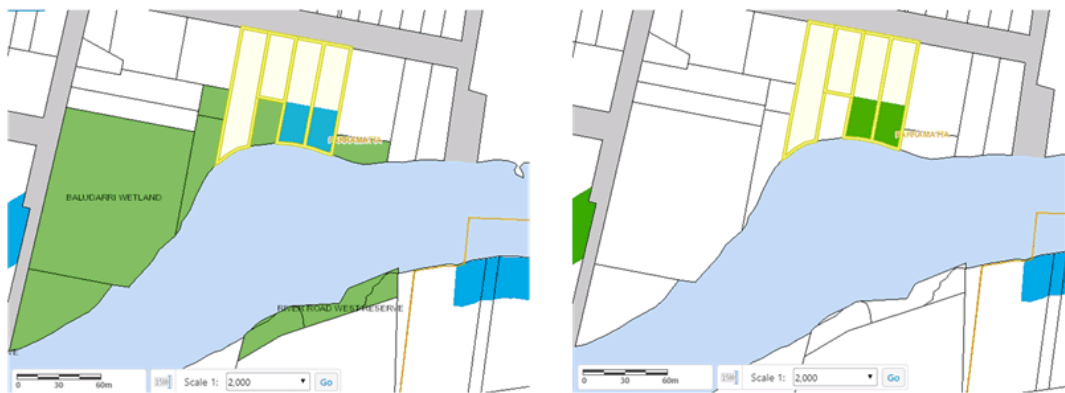 PARRAMATTA
BALUDARRI WETLAND
RIVER ROAD WEST RESERVE
0 30 60m
Scale 1: 2,000 Go
PARRAMATTA
0 30 60m
Scale 1: 2,000 Go